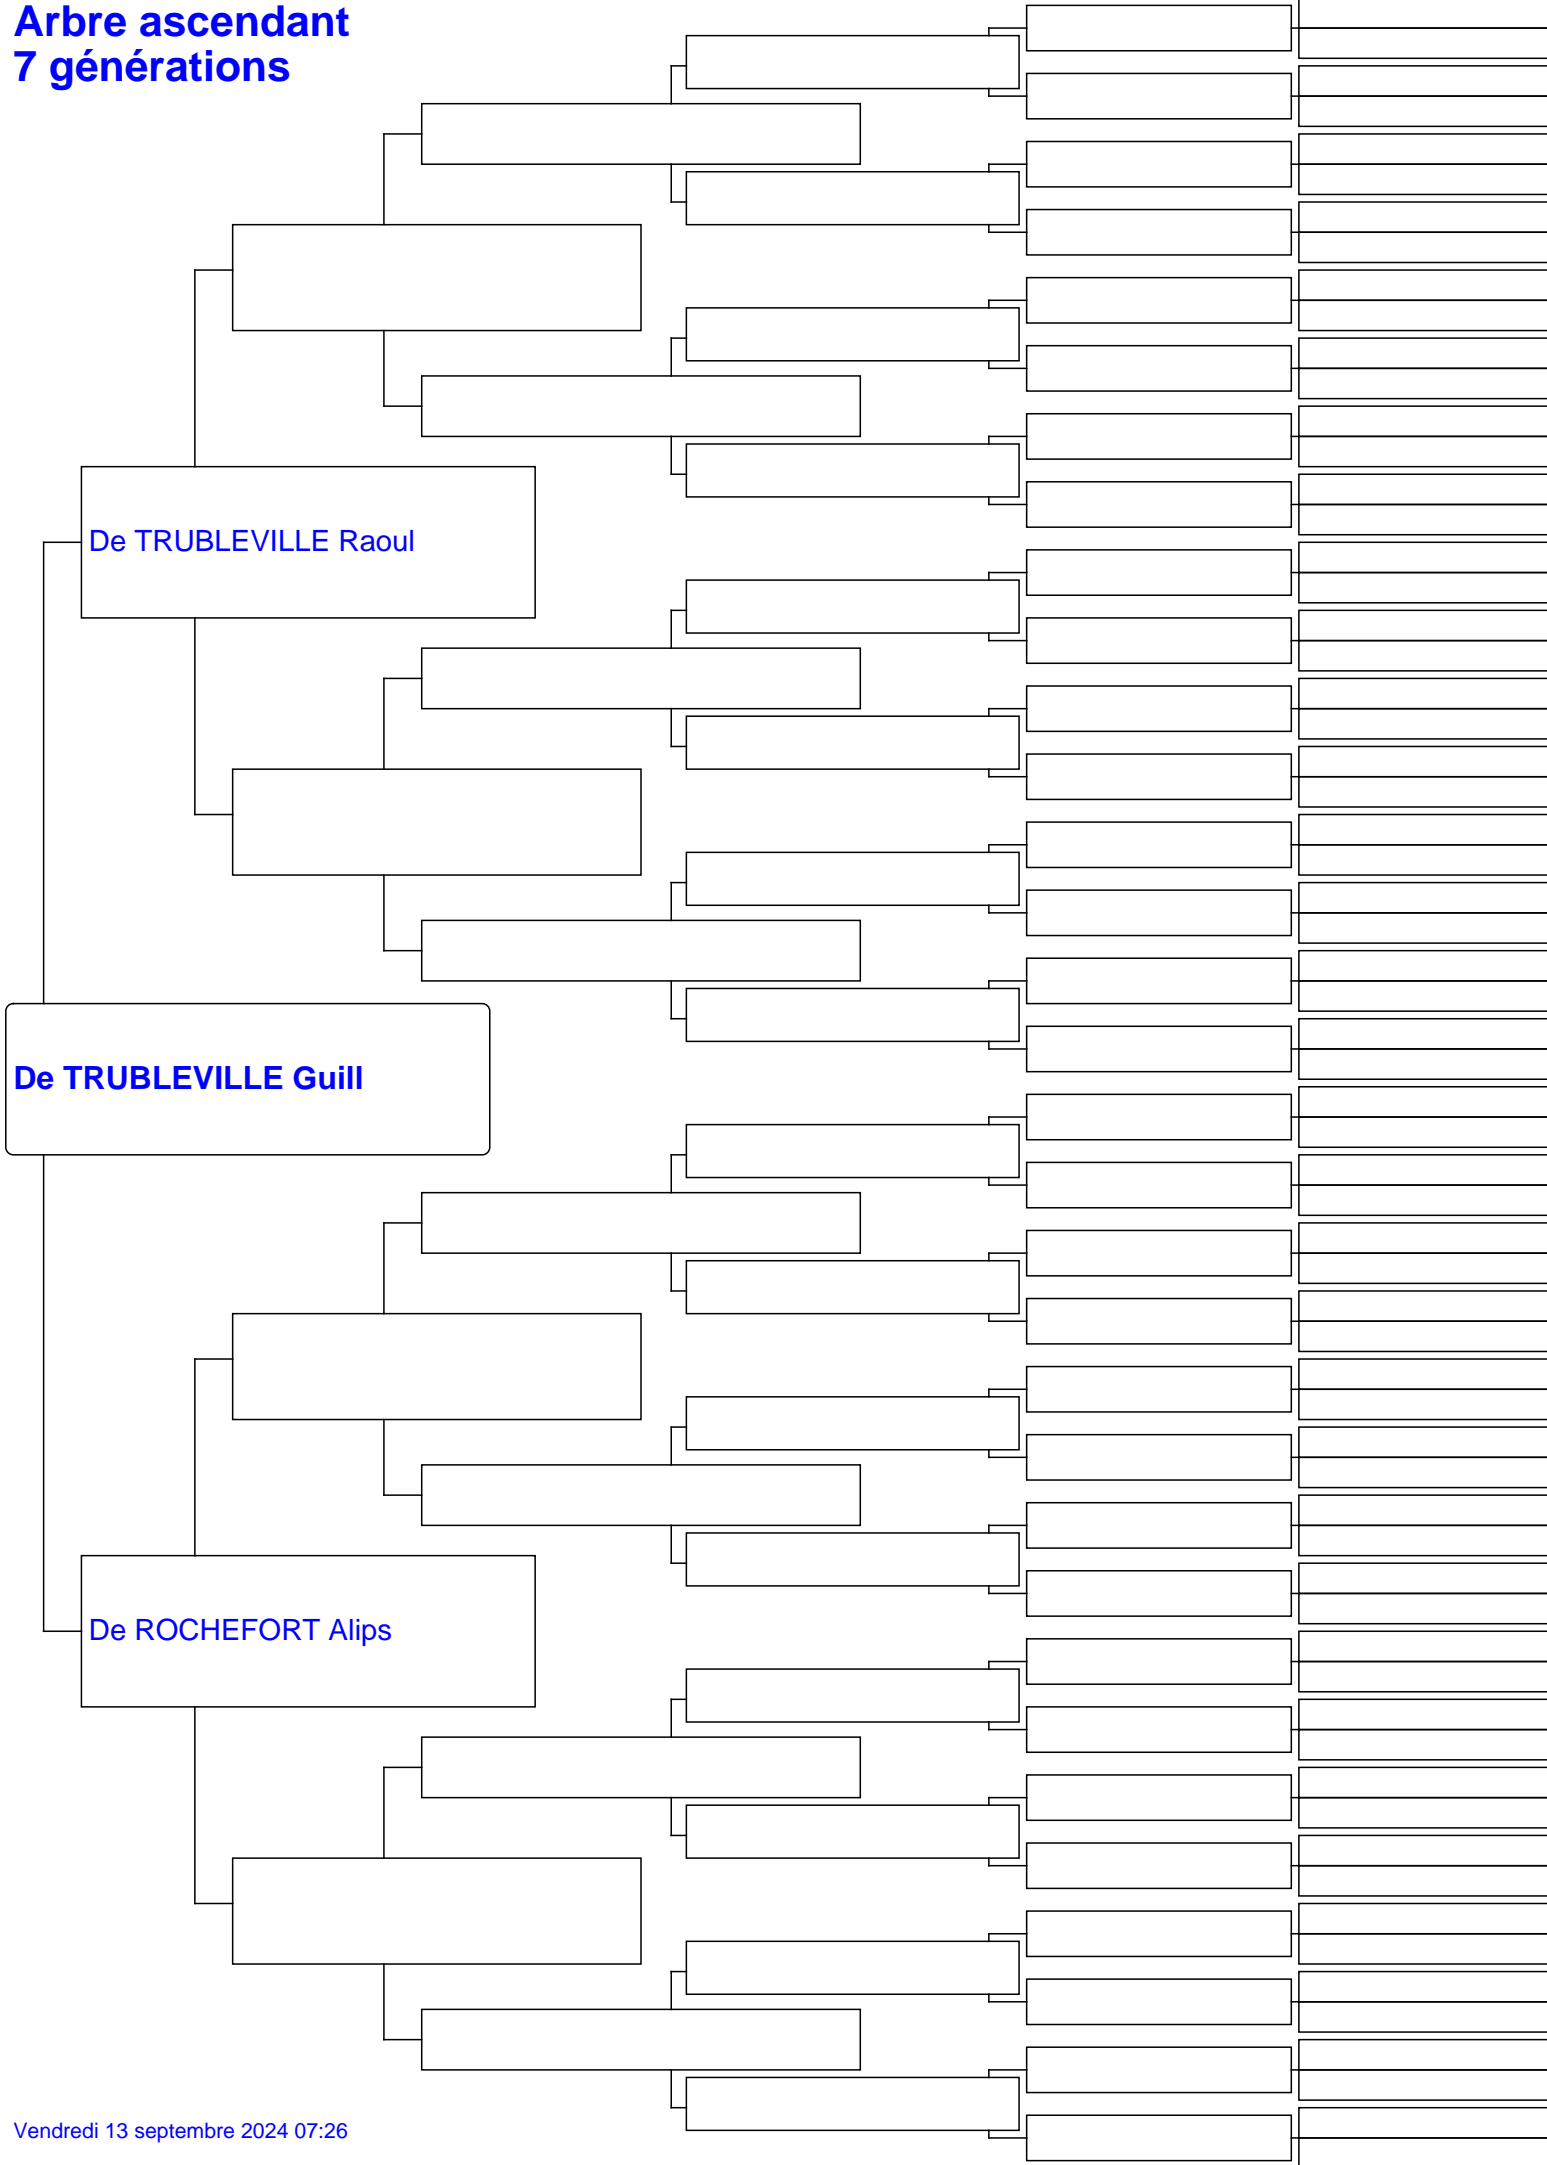 Arbre ascendant
7 générations
De TRUBLEVILLE Raoul
De TRUBLEVILLE Guill
De ROCHEFORT Alips
Vendredi 13 septembre 2024 07:26